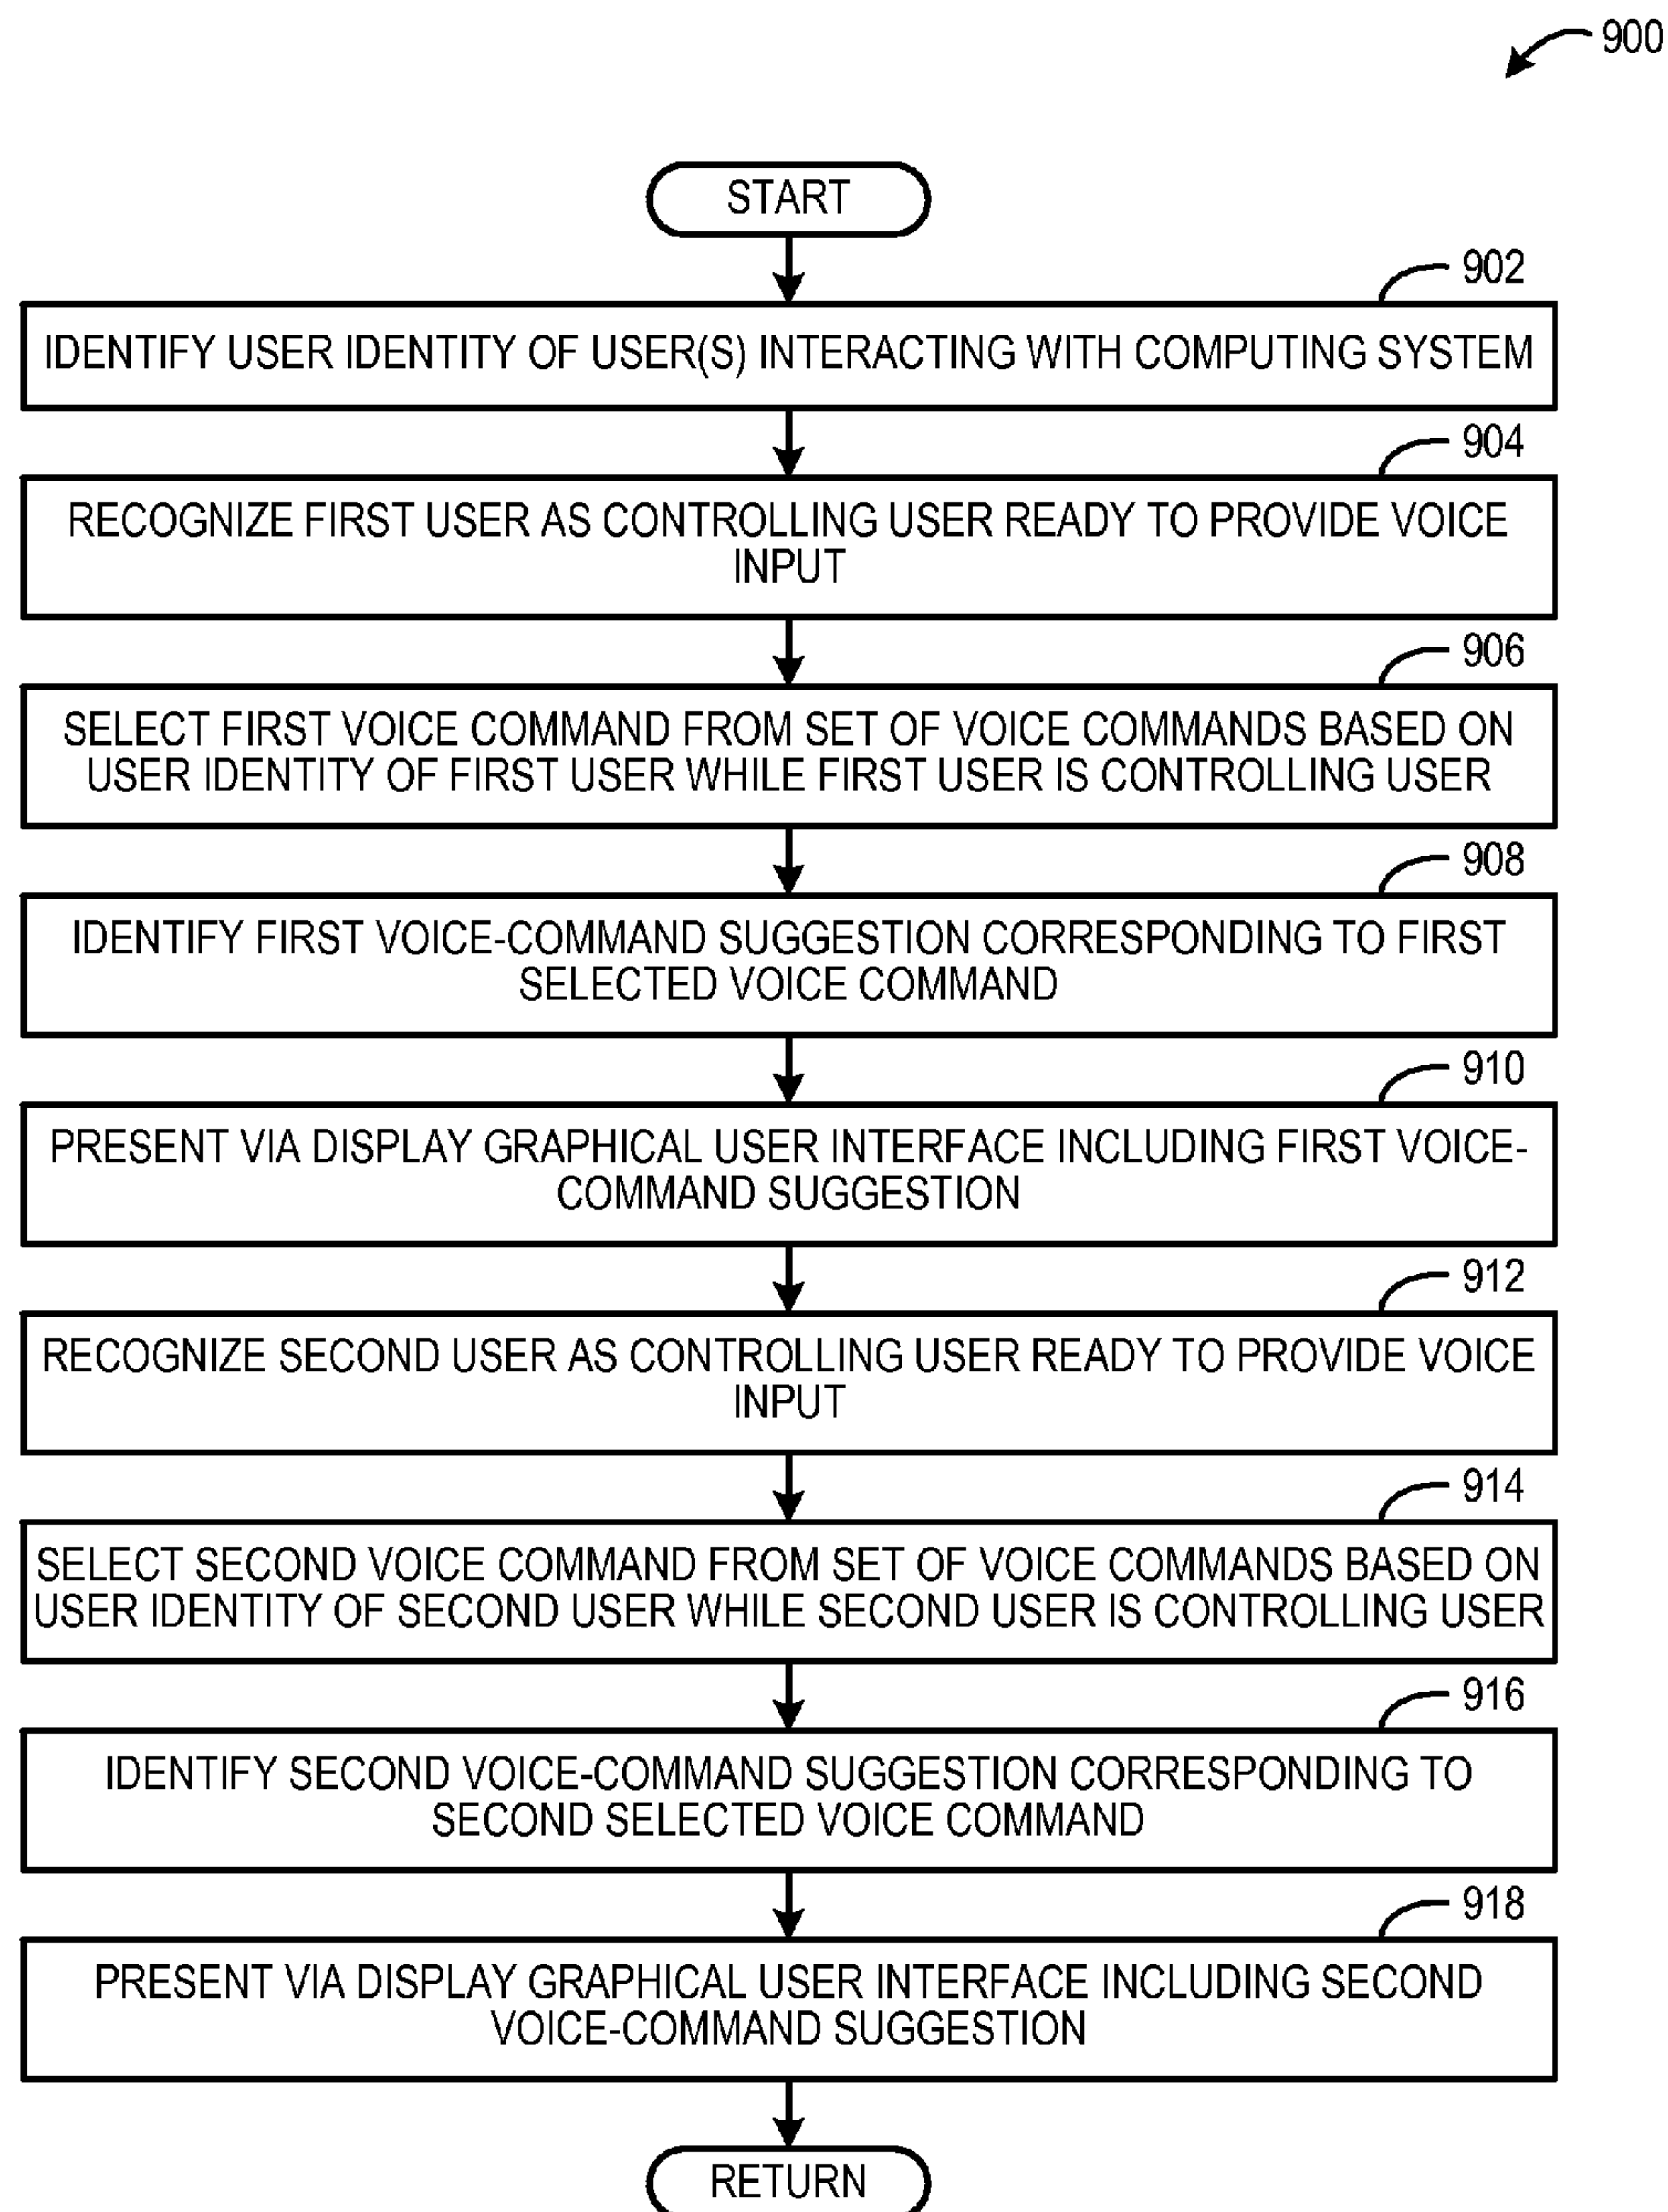 900
START
902
IDENTIFY USER IDENTITY OF USER(S) INTERACTING WITH COMPUTING SYSTEM
904
RECOGNIZE FIRST USER AS CONTROLLING USER READY TO PROVIDE VOICE
INPUT
906
SELECT FIRST VOICE COMMAND FROM SET OF VOICE COMMANDS BASED ON
USER IDENTITY OF FIRST USER WHILE FIRST USER IS CONTROLLING USER
908
IDENTIFY FIRST VOICE-COMMAND SUGGESTION CORRESPONDING TO FIRST
SELECTED VOICE COMMAND
910
PRESENT VIA DISPLAY GRAPHICAL USER INTERFACE INCLUDING FIRST VOICE-
COMMAND SUGGESTION
912
RECOGNIZE SECOND USER AS CONTROLLING USER READY TO PROVIDE VOICE
INPUT
914
SELECT SECOND VOICE COMMAND FROM SET OF VOICE COMMANDS BASED ON
USER IDENTITY OF SECOND USER WHILE SECOND USER IS CONTROLLING USER
916
IDENTIFY SECOND VOICE-COMMAND SUGGESTION CORRESPONDING TO
SECOND SELECTED VOICE COMMAND
918
PRESENT VIA DISPLAY GRAPHICAL USER INTERFACE INCLUDING SECOND
VOICE-COMMAND SUGGESTION
RETURN